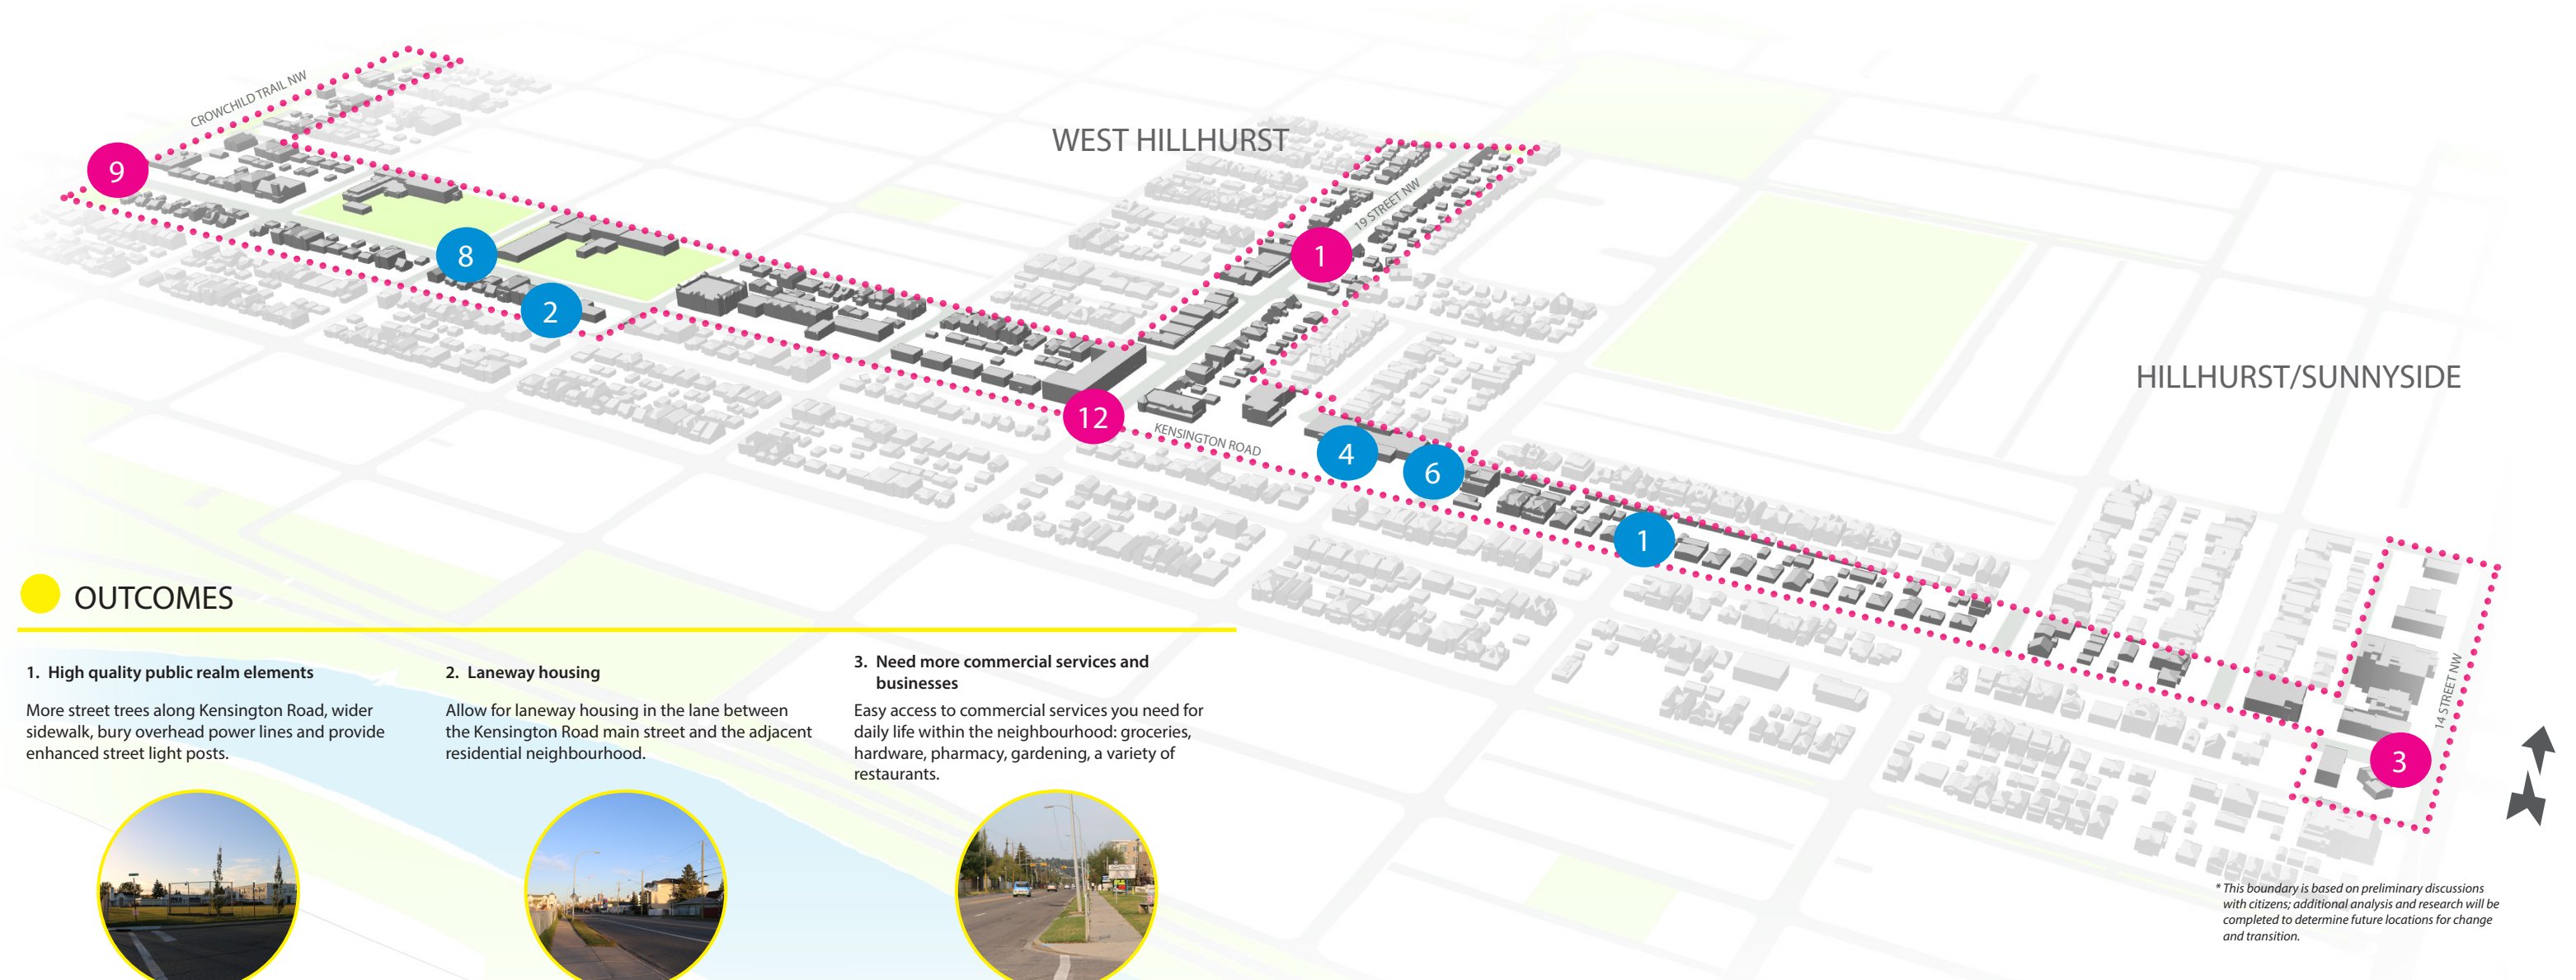 CROWCHILD TRAIL NW
WEST HILLHURST
9
19 STREET NW
8
1
2
HILLHURST/SUNNYSIDE
12
KENSINGTON ROAD
4
6
1
14 STREET NW
3
OUTCOMES
1. High quality public realm elements
More street trees along Kensington Road, wider
sidewalk, bury overhead power lines and provide
enhanced street light posts.
2. Laneway housing
Allow for laneway housing in the lane between
the Kensington Road main street and the adjacent
residential neighbourhood.
3. Need more commercial services and
businesses
Easy access to commercial services you need for
daily life within the neighbourhood: groceries,
hardware, pharmacy, gardening, a variety of
restaurants.
* This boundary is based on preliminary discussions
with citizens; additional analysis and research will be
completed to determine future locations for change
and transition.